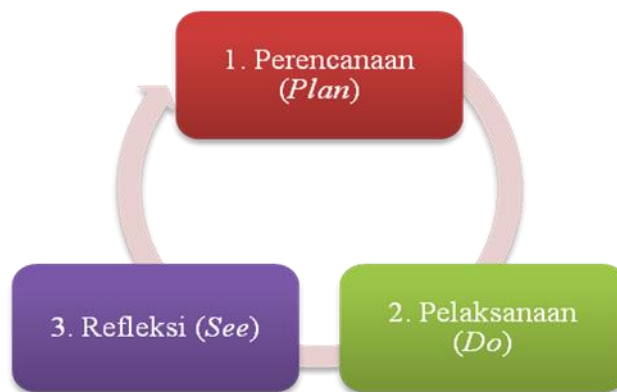 1. Perencanaan
(Plan)
2. Pelaksanaan
(Do)
3. Refleksi (See)